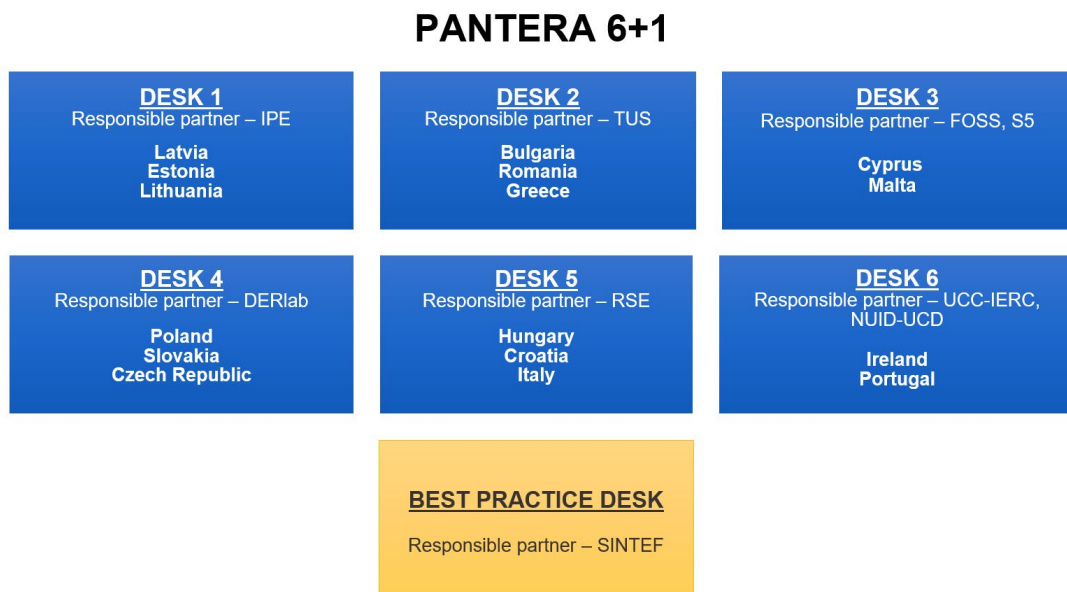 PANTERA 6+1
DESK 1
Responsible partner – IPE
Latvia
Estonia
Lithuania
DESK 2
Responsible partner – TUS
Bulgaria
Romania
Greece
DESK 3
Responsible partner – FOSS, S5
Cyprus
Malta
DESK 4
Responsible partner – DERlab
Poland
Slovakia
Czech Republic
DESK 5
Responsible partner – RSE
Hungary
Croatia
Italy
DESK 6
Responsible partner – UCC-IERC,
NUID-UCD
Ireland
Portugal
BEST PRACTICE DESK
Responsible partner – SINTEF